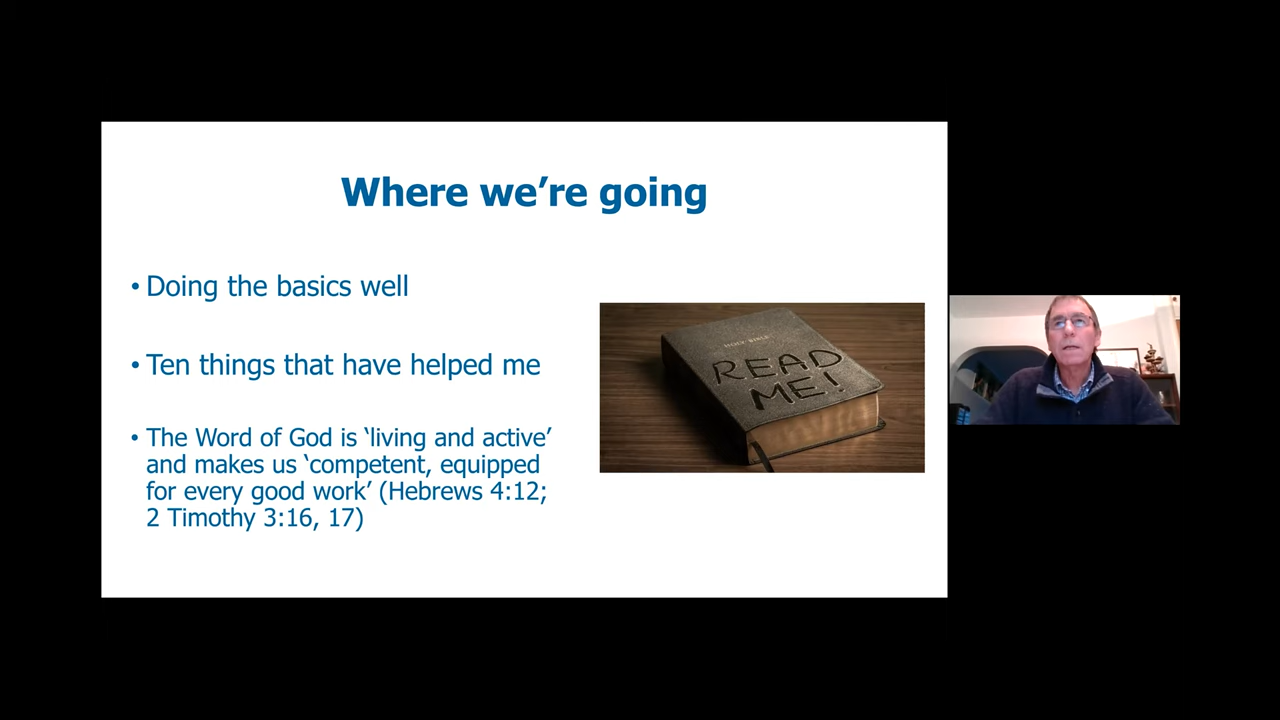 Where we’re going
• Doing the basics well
• Ten things that have helped me
• The Word of God is ‘living and active’
and makes us ‘competent, equipped
for every good work’ (Hebrews 4:12;
2 Timothy 3:16, 17)
HOLY BIBLE
READ
ME!